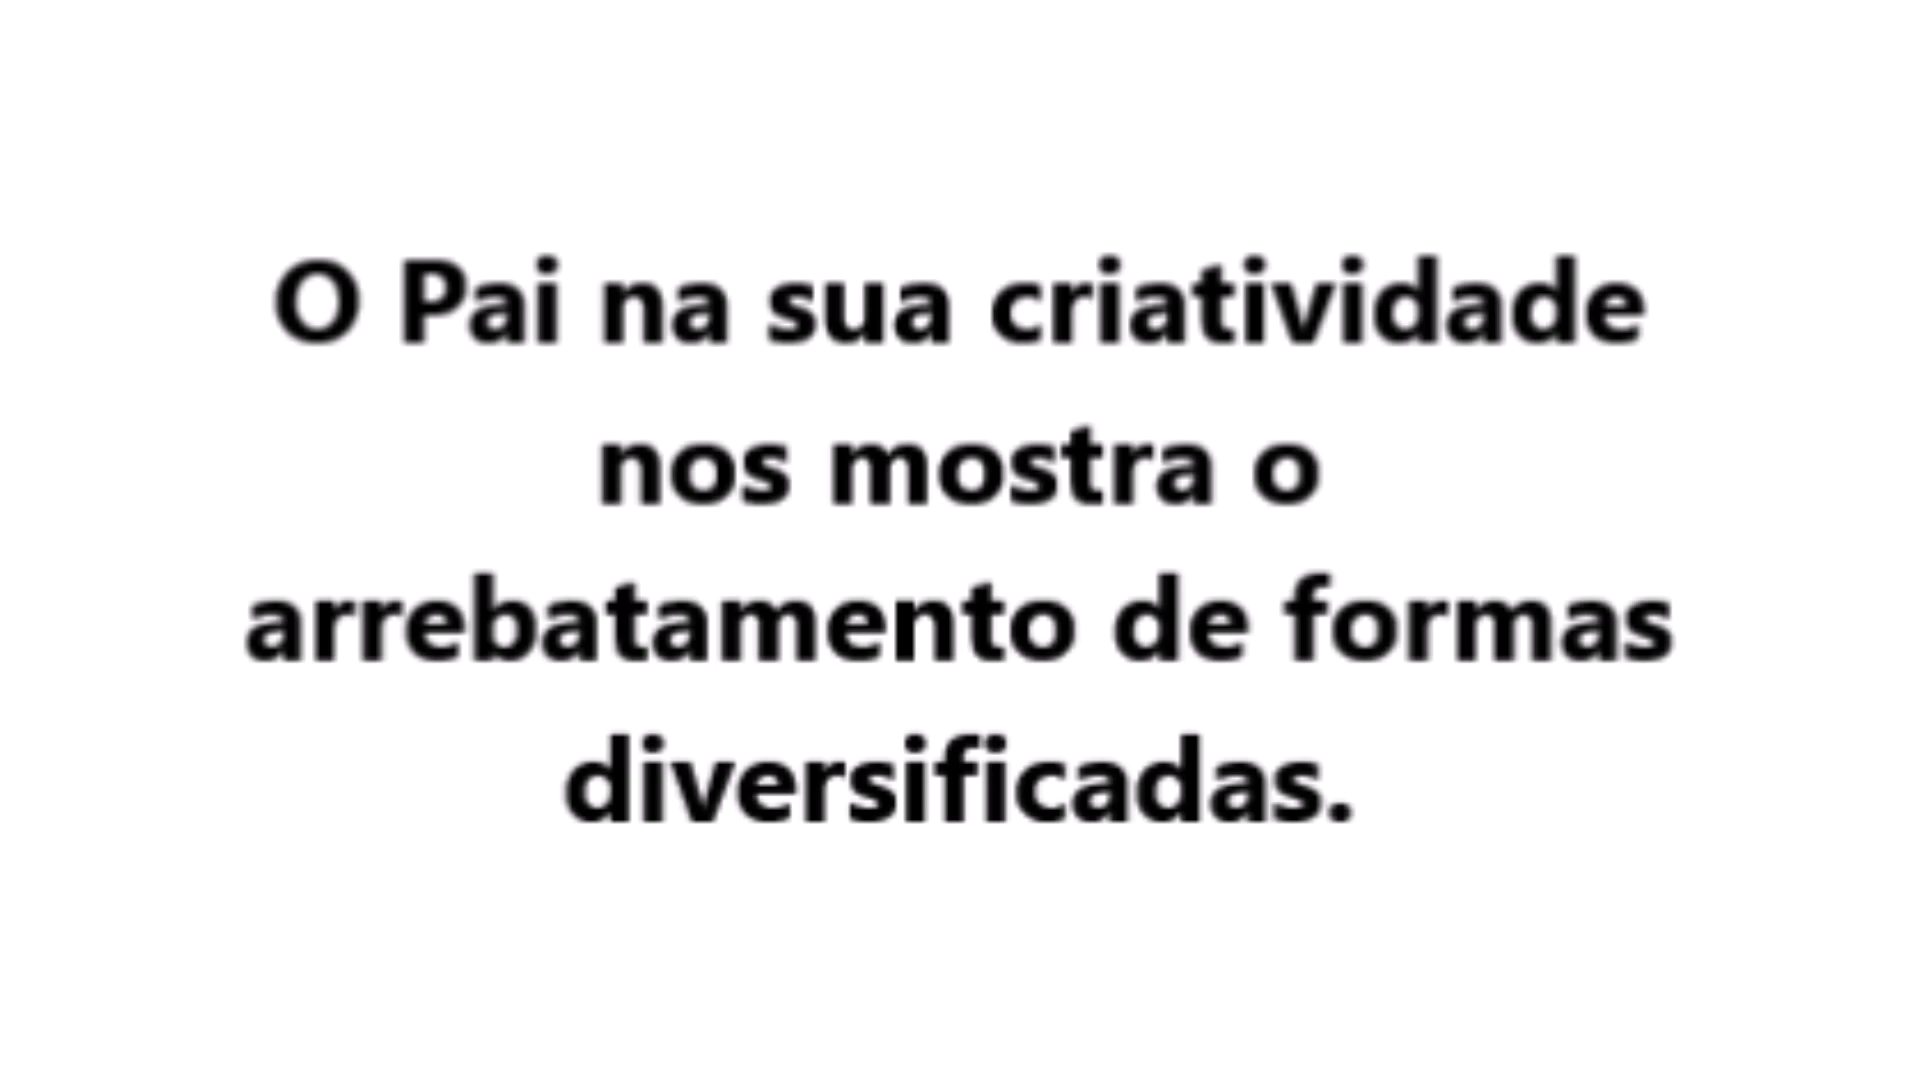 O Pai na sua criatividade
nos mostra o
arrebatamento de formas
diversificadas.